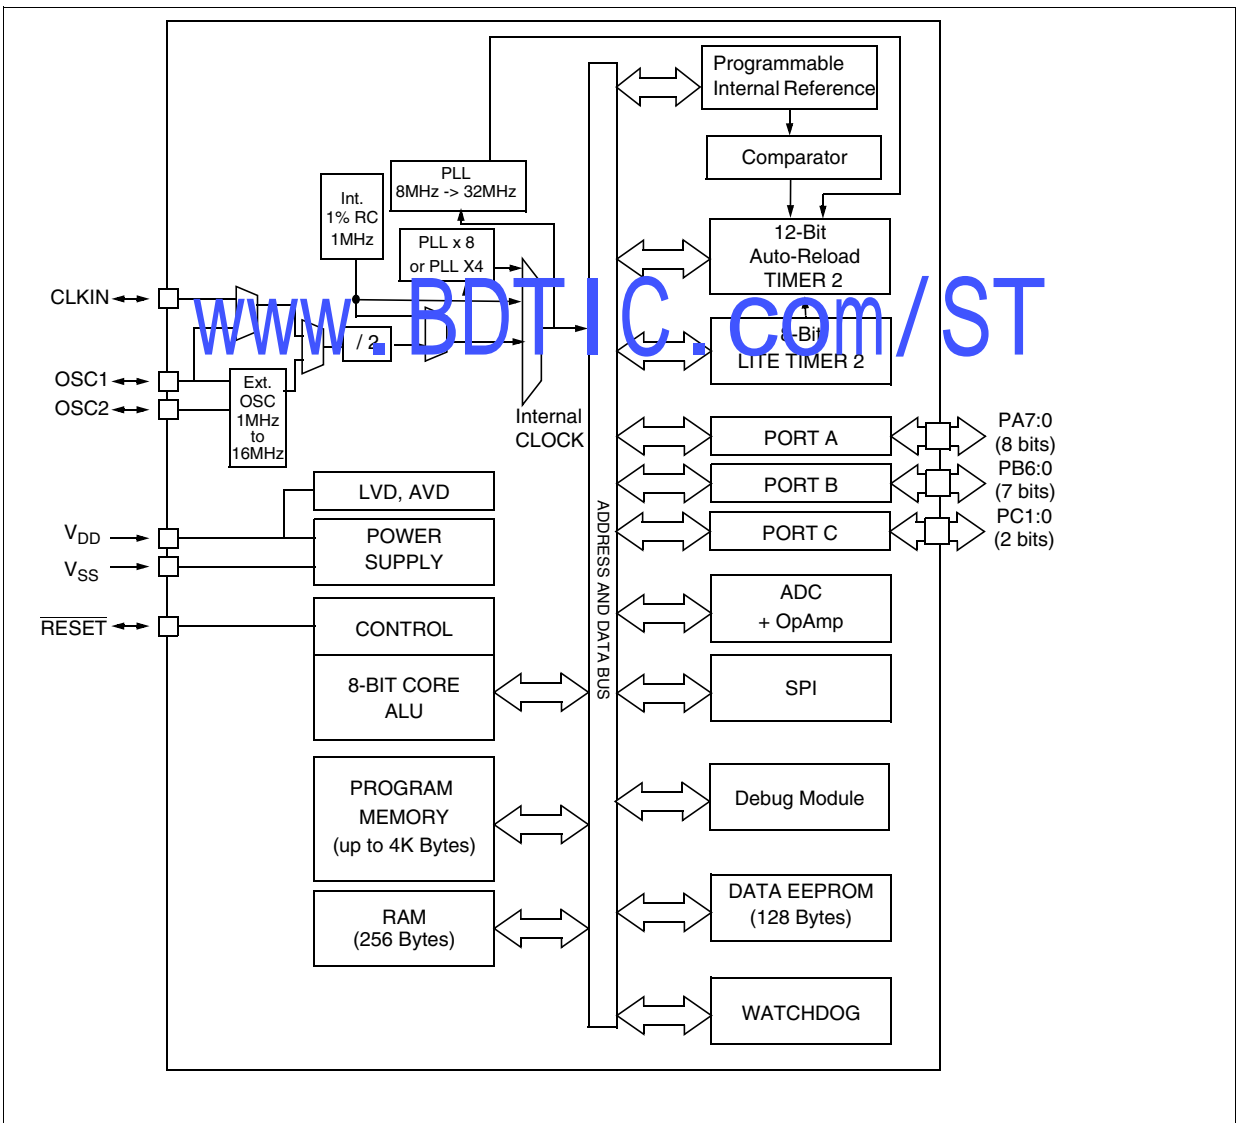 Programmable
Internal Reference
Comparator
PLL
8MHz -> 32MHz
Int.
1% RC
1MHz
PLL x 8
or PLL X4
12-Bit
Auto-Reload
TIMER 2
CLKIN
www.BDTIC.com/ST
/ 2
8-Bit
LITE TIMER 2
OSC1
OSC2
Ext.
OSC
1MHz
to
16MHz
Internal
CLOCK
PORT A
PA7:0
(8 bits)
PORT B
PB6:0
(7 bits)
PORT C
PC1:0
(2 bits)
LVD, AVD
VDD
VSS
POWER
SUPPLY
ADDRESS AND DATA BUS
ADC
+ OpAmp
RESET
CONTROL
8-BIT CORE
ALU
SPI
PROGRAM
MEMORY
(up to 4K Bytes)
Debug Module
RAM
(256 Bytes)
DATA EEPROM
(128 Bytes)
WATCHDOG